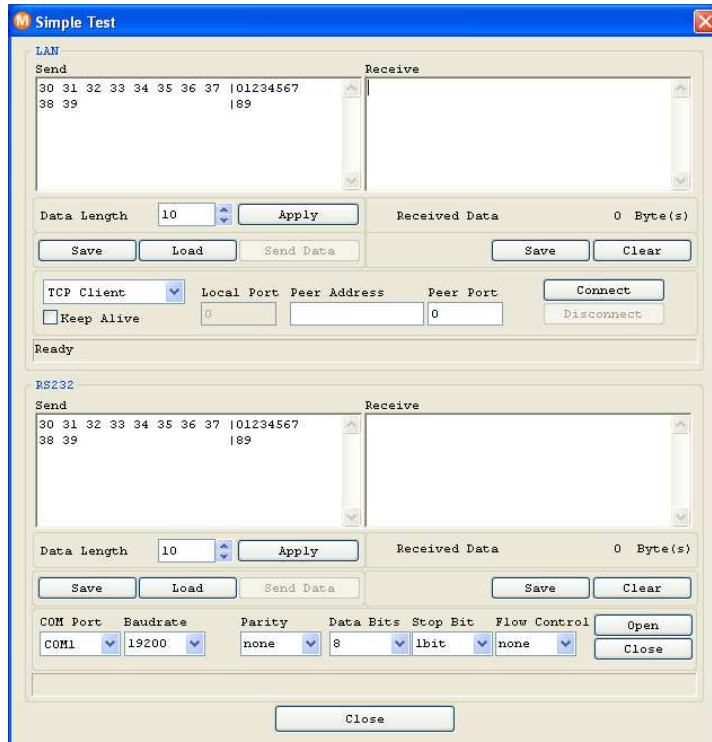 M Simple Test
LAN
Send Receive
30 31 32 33 34 35 36 37 |01234567
38 39 |89
Data Length 10 Apply Received Data 0 Byte(s)
Save Load Send Data Save Clear
TCP Client Local Port Peer Address Peer Port Connect
Keep Alive 0 0 Disconnect
Ready
RS232
Send Receive
30 31 32 33 34 35 36 37 |01234567
38 39 |89
Data Length 10 Apply Received Data 0 Byte(s)
Save Load Send Data Save Clear
COM Port Baudrate Parity Data Bits Stop Bit Flow Control Open
COM1 19200 none 8 1bit none Close
Close